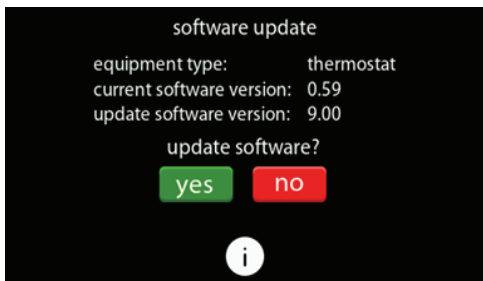 software update
equipment type: thermostat
current software version: 0.59
update software version: 9.00
update software?
yes no
i